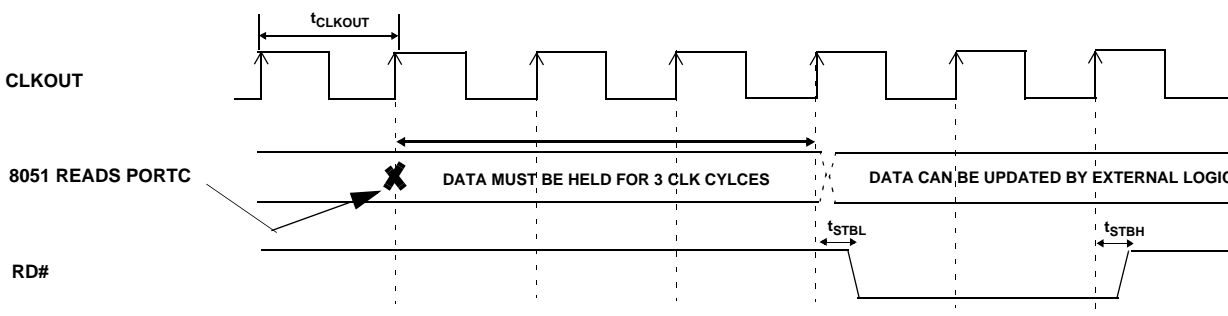 tCLKOUT
CLKOUT
8051 READS PORTC
DATA MUST BE HELD FOR 3 CLK CYLCES
DATA CAN BE UPDATED BY EXTERNAL LOGIC
tSTBL
tSTBH
RD#